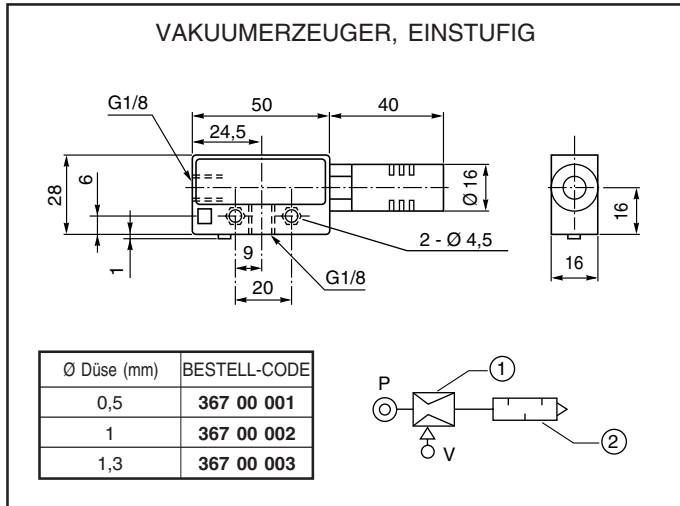 VAKUUMERZEUGER, EINSTUFIG
G1/8
50
40
24,5
28
6
1
9
20
G1/8
2 - Ø 4,5
Ø 16
16
16
Ø Düse (mm) BESTELL-CODE
0,5 367 00 001
1 367 00 002
1,3 367 00 003
P
1
V
2